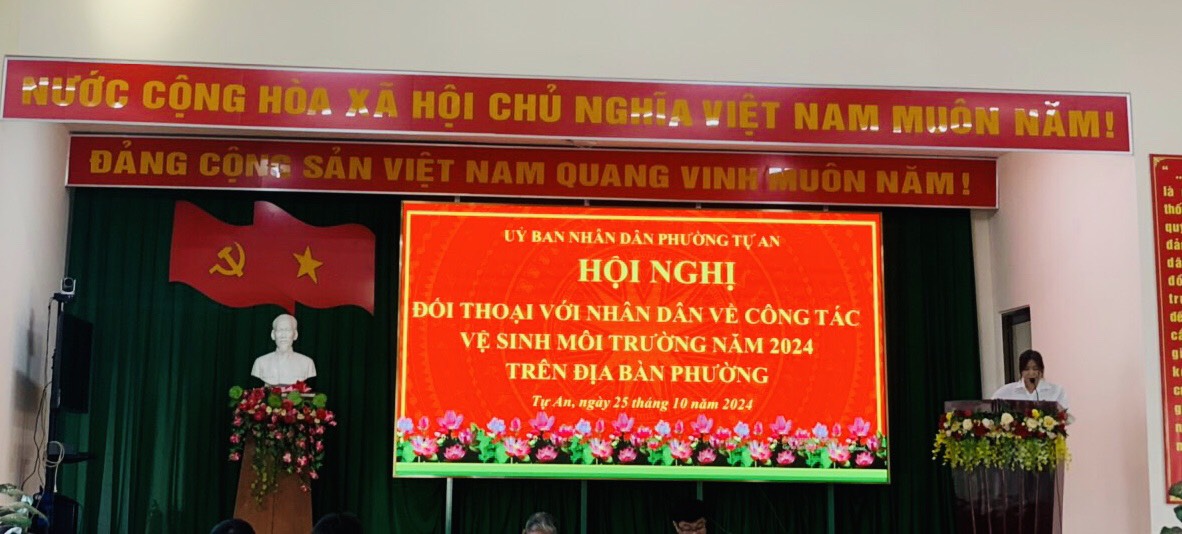 NƯỚC CỘNG HÒA XÃ HỘI CHỦ NGHĨA VIỆT NAM MUÔN NĂM!
ĐẢNG CỘNG SẢN VIỆT NAM QUANG VINH MUÔN NĂM!
UỶ BAN NHÂN DÂN PHƯỜNG TỰ AN
HỘI NGHỊ
ĐỐI THOẠI VỚI NHÂN DÂN VỀ CÔNG TÁC
VỆ SINH MÔI TRƯỜNG NĂM 2024
TRÊN ĐỊA BÀN PHƯỜNG
Tự An, ngày 25 tháng 10 năm 2024
là